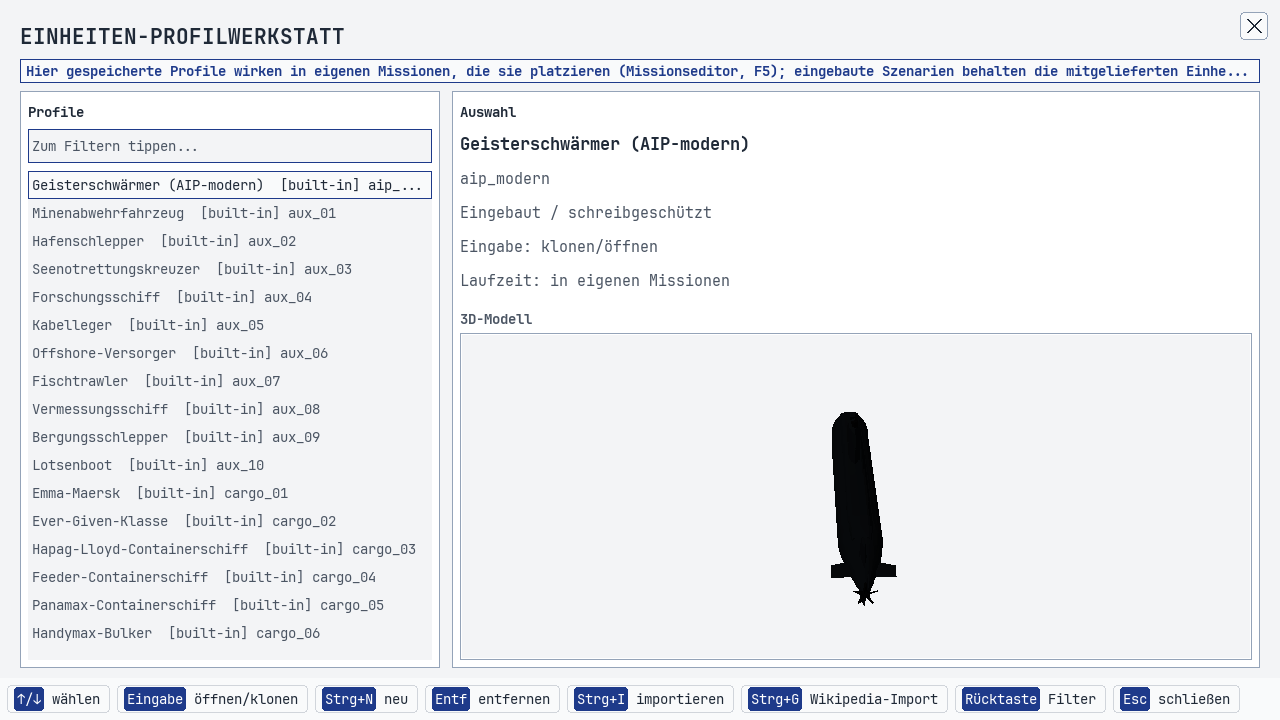 EINHEITEN-PROFILWERKSTATT
Hier gespeicherte Profile wirken in eigenen Missionen, die sie platzieren (Missionseditor, F5); eingebaute Szenarien behalten die mitgelieferten Einhe...
Profile
Zum Filtern tippen...
Geisterschwärmer (AIP-modern)  [built-in] aip_...
Minenabwehrfahrzeug  [built-in] aux_01
Hafenschlepper  [built-in] aux_02
Seenotrettungskreuzer  [built-in] aux_03
Forschungsschiff  [built-in] aux_04
Kabelleger  [built-in] aux_05
Offshore-Versorger  [built-in] aux_06
Fischtrawler  [built-in] aux_07
Vermessungsschiff  [built-in] aux_08
Bergungsschlepper  [built-in] aux_09
Lotsenboot  [built-in] aux_10
Emma-Maersk  [built-in] cargo_01
Ever-Given-Klasse  [built-in] cargo_02
Hapag-Lloyd-Containerschiff  [built-in] cargo_03
Feeder-Containerschiff  [built-in] cargo_04
Panamax-Containerschiff  [built-in] cargo_05
Handymax-Bulker  [built-in] cargo_06
Auswahl
Geisterschwärmer (AIP-modern)
aip_modern
Eingebaut / schreibgeschützt
Eingabe: klonen/öffnen
Laufzeit: in eigenen Missionen
3D-Modell
↑/↓ wählen Eingabe öffnen/klonen Strg+N neu Entf entfernen Strg+I importieren Strg+G Wikipedia-Import Rücktaste Filter Esc schließen